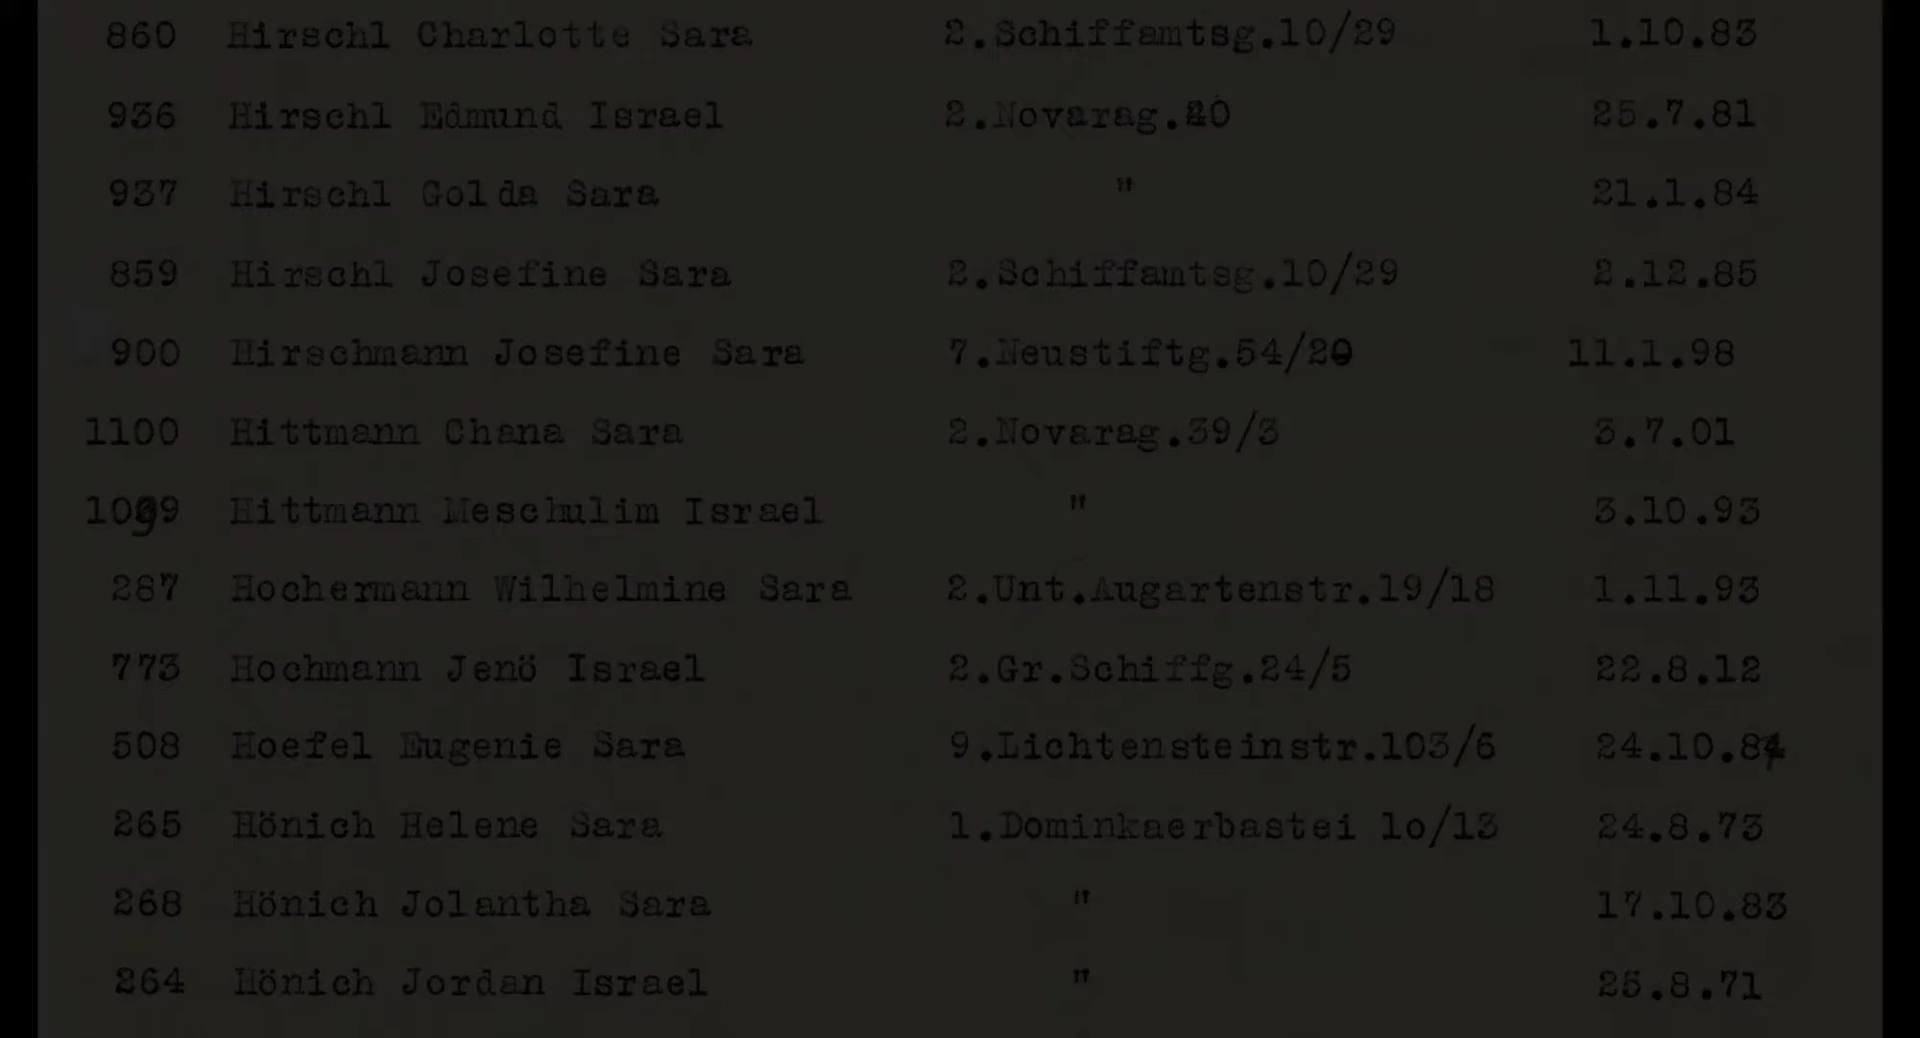 860 Hirschl Charlotte Sara 2.Schiffamtsg.10/29 1.10.83
936 Hirschl Edmund Israel 2.Novarag.40 25.7.81
937 Hirschl Golda Sara " 21.1.84
859 Hirschl Josefine Sara 2.Schiffamtsg.10/29 2.12.85
900 Hirschmann Josefine Sara 7.Neustiftg.54/20 11.1.98
1100 Hittmann Chana Sara 2.Novarag.39/3 3.7.01
1099 Hittmann Meschulim Israel " 3.10.93
287 Hochermann Wilhelmine Sara 2.Unt.Augartenstr.19/18 1.11.93
773 Hochmann Jenö Israel 2.Gr.Schiffg.24/5 22.8.12
508 Hoefel Eugenie Sara 9.Lichtensteinstr.103/6 24.10.84
265 Hönich Helene Sara 1.Dominkaerbastei lo/13 24.8.73
268 Hönich Jolantha Sara " 17.10.83
264 Hönich Jordan Israel " 25.8.71